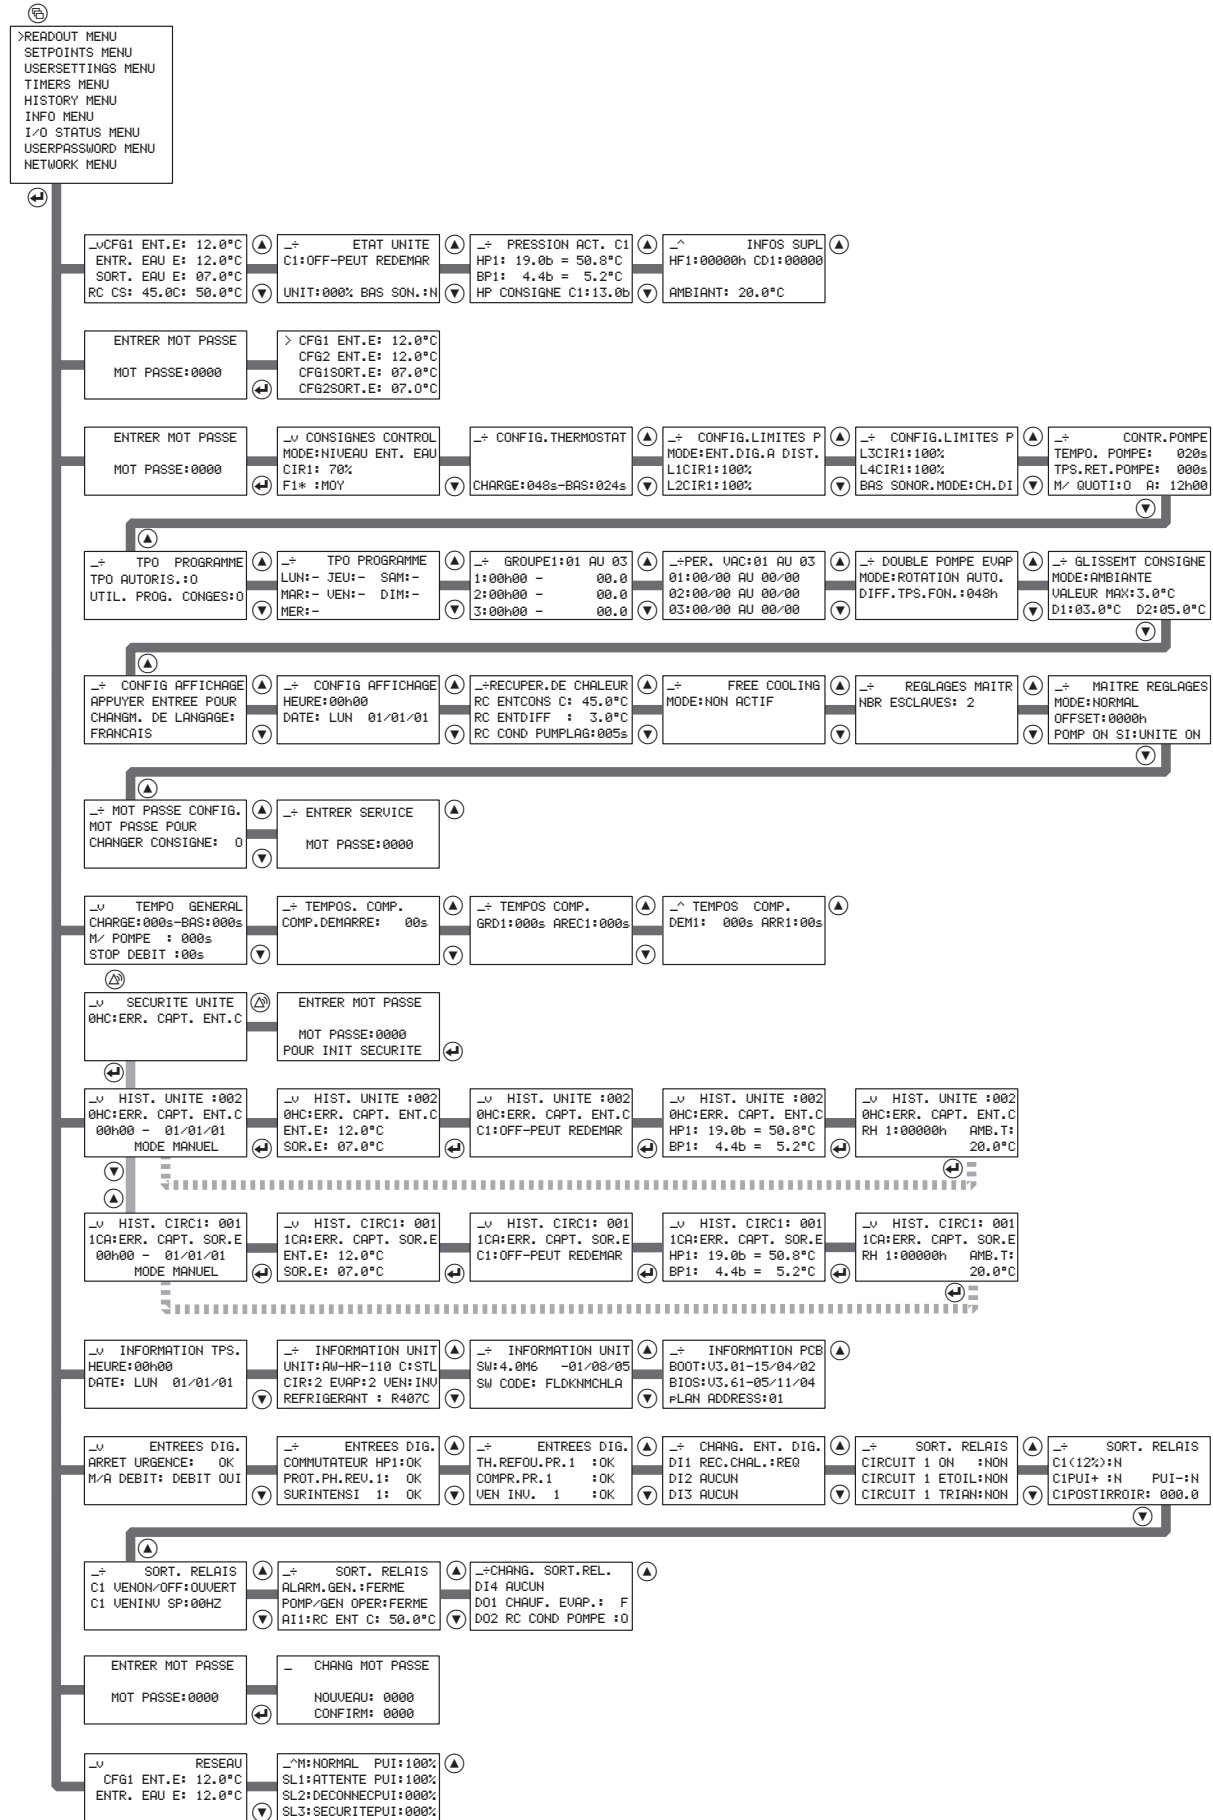 >READOUT MENU
SETPOINTS MENU
USERSETTINGS MENU
TIMERS MENU
HISTORY MENU
INFO MENU
I/O STATUS MENU
USERPASSWORD MENU
NETWORK MENU
_vCFG1 ENT.E: 12.0°C
ENTR. EAU E: 12.0°C
SORT. EAU E: 07.0°C
RC CS: 45.0C: 50.0°C
_÷ ETAT UNITE
C1:OFF-PEUT REDEMAR
UNIT:000% BAS SON.:N
_÷ PRESSION ACT. C1
HP1: 19.0b = 50.8°C
BP1: 4.4b = 5.2°C
HP CONSIGNE C1:13.0b
_^ INFOS SUPL
HF1:00000h CD1:00000
AMBIANT: 20.0°C
ENTRER MOT PASSE
MOT PASSE:0000
> CFG1 ENT.E: 12.0°C
CFG2 ENT.E: 12.0°C
CFG1SORT.E: 07.0°C
CFG2SORT.E: 07.0°C
ENTRER MOT PASSE
MOT PASSE:0000
_v CONSIGNES CONTROL
MODE:NIVEAU ENT. EAU
CIR1: 70%
F1* :MOY
_÷ CONFIG.THERMOSTAT
CHARGE:048s-BAS:024s
_÷ CONFIG.LIMITES P
MODE:ENT.DIG.A DIST.
L1CIR1:100%
L2CIR1:100%
_÷ CONFIG.LIMITES P
L3CIR1:100%
L4CIR1:100%
BAS SONOR.MODE:CH.DI
_÷ CONTR.POMPE
TEMPO. POMPE: 020s
TPS.RET.POMPE: 000s
M/ QUOTI:O A: 12h00
_÷ TPO PROGRAMME
TPO AUTORIS.:O
UTIL. PROG. CONGES:O
_÷ TPO PROGRAMME
LUN:- JEU:- SAM:-
MAR:- VEN:- DIM:-
MER:-
_÷ GROUPE1:01 AU 03
1:00h00 - 00.0
2:00h00 - 00.0
3:00h00 - 00.0
_÷PER. VAC:01 AU 03
01:00/00 AU 00/00
02:00/00 AU 00/00
03:00/00 AU 00/00
_÷ DOUBLE POMPE EVAP
MODE:ROTATION AUTO.
DIFF.TPS.FON.:048h
_÷ GLISSEMT CONSIGNE
MODE:AMBIANTE
VALEUR MAX:3.0°C
D1:03.0°C D2:05.0°C
_÷ CONFIG AFFICHAGE
APPUYER ENTREE POUR
CHANGM. DE LANGAGE:
FRANCAIS
_÷ CONFIG AFFICHAGE
HEURE:00h00
DATE: LUN 01/01/01
_÷RECUPER.DE CHALEUR
RC ENTCONS C: 45.0°C
RC ENTDIFF : 3.0°C
RC COND PUMPLAG:005s
_÷ FREE COOLING
MODE:NON ACTIF
_÷ REGLAGES MAITR
NBR ESCLAVES: 2
_÷ MAITRE REGLAGES
MODE:NORMAL
OFFSET:0000h
POMP ON SI:UNITE ON
_÷ MOT PASSE CONFIG.
MOT PASSE POUR
CHANGER CONSIGNE: O
_÷ ENTRER SERVICE
MOT PASSE:0000
_v TEMPO GENERAL
CHARGE:000s-BAS:000s
M/ POMPE : 000s
STOP DEBIT :00s
_÷ TEMPOS. COMP.
COMP.DEMARRE: 00s
_÷ TEMPOS COMP.
GRD1:000s AREC1:000s
_^ TEMPOS COMP.
DEM1: 000s ARR1:00s
_v SECURITE UNITE
0HC:ERR. CAPT. ENT.C
ENTRER MOT PASSE
MOT PASSE:0000
POUR INIT SECURITE
_v HIST. UNITE :002
0HC:ERR. CAPT. ENT.C
00h00 - 01/01/01
MODE MANUEL
_v HIST. UNITE :002
0HC:ERR. CAPT. ENT.C
ENT.E: 12.0°C
SOR.E: 07.0°C
_v HIST. UNITE :002
0HC:ERR. CAPT. ENT.C
C1:OFF-PEUT REDEMAR
_v HIST. UNITE :002
0HC:ERR. CAPT. ENT.C
HP1: 19.0b = 50.8°C
BP1: 4.4b = 5.2°C
_v HIST. UNITE :002
0HC:ERR. CAPT. ENT.C
RH 1:00000h AMB.T:
20.0°C
_v HIST. CIRC1: 001
1CA:ERR. CAPT. SOR.E
00h00 - 01/01/01
MODE MANUEL
_v HIST. CIRC1: 001
1CA:ERR. CAPT. SOR.E
ENT.E: 12.0°C
SOR.E: 07.0°C
_v HIST. CIRC1: 001
1CA:ERR. CAPT. SOR.E
C1:OFF-PEUT REDEMAR
_v HIST. CIRC1: 001
1CA:ERR. CAPT. SOR.E
HP1: 19.0b = 50.8°C
BP1: 4.4b = 5.2°C
_v HIST. CIRC1: 001
1CA:ERR. CAPT. SOR.E
RH 1:00000h AMB.T:
20.0°C
_v INFORMATION TPS.
HEURE:00h00
DATE: LUN 01/01/01
_÷ INFORMATION UNIT
UNIT:AW-HR-110 C:STL
CIR:2 EVAP:2 VEN:INV
REFRIGERANT : R407C
_÷ INFORMATION UNIT
SW:4.0M6 -01/08/05
SW CODE: FLDKNMCHLA
_÷ INFORMATION PCB
BOOT:V3.01-15/04/02
BIOS:V3.61-05/11/04
pLAN ADDRESS:01
_v ENTREES DIG.
ARRET URGENCE: OK
M/A DEBIT: DEBIT OUI
_÷ ENTREES DIG.
COMMUTATEUR HP1:OK
PROT.PH.REV.1: OK
SURINTENSI 1: OK
_÷ ENTREES DIG.
TH.REFOU.PR.1 :OK
COMPR.PR.1 :OK
VEN INV. 1 :OK
_÷ CHANG. ENT. DIG.
DI1 REC.CHAL.:REQ
DI2 AUCUN
DI3 AUCUN
_÷ SORT. RELAIS
CIRCUIT 1 ON :NON
CIRCUIT 1 ETOIL:NON
CIRCUIT 1 TRIAN:NON
_÷ SORT. RELAIS
C1(12%):N
C1PUI+ :N PUI-:N
C1POSTIRROIR: 000.0
_÷ SORT. RELAIS
C1 VENON/OFF:OUVERT
C1 VENINV SP:00HZ
_÷ SORT. RELAIS
ALARM.GEN.:FERME
POMP/GEN OPER:FERME
AI1:RC ENT C: 50.0°C
_÷CHANG. SORT.REL.
DI4 AUCUN
DO1 CHAUF. EVAP.: F
DO2 RC COND POMPE :O
ENTRER MOT PASSE
MOT PASSE:0000
_ CHANG MOT PASSE
NOUVEAU: 0000
CONFIRM: 0000
_v RESEAU
CFG1 ENT.E: 12.0°C
ENTR. EAU E: 12.0°C
_^M:NORMAL PUI:100%
SL1:ATTENTE PUI:100%
SL2:DECONNECPUI:000%
SL3:SECURITEPUI:000%